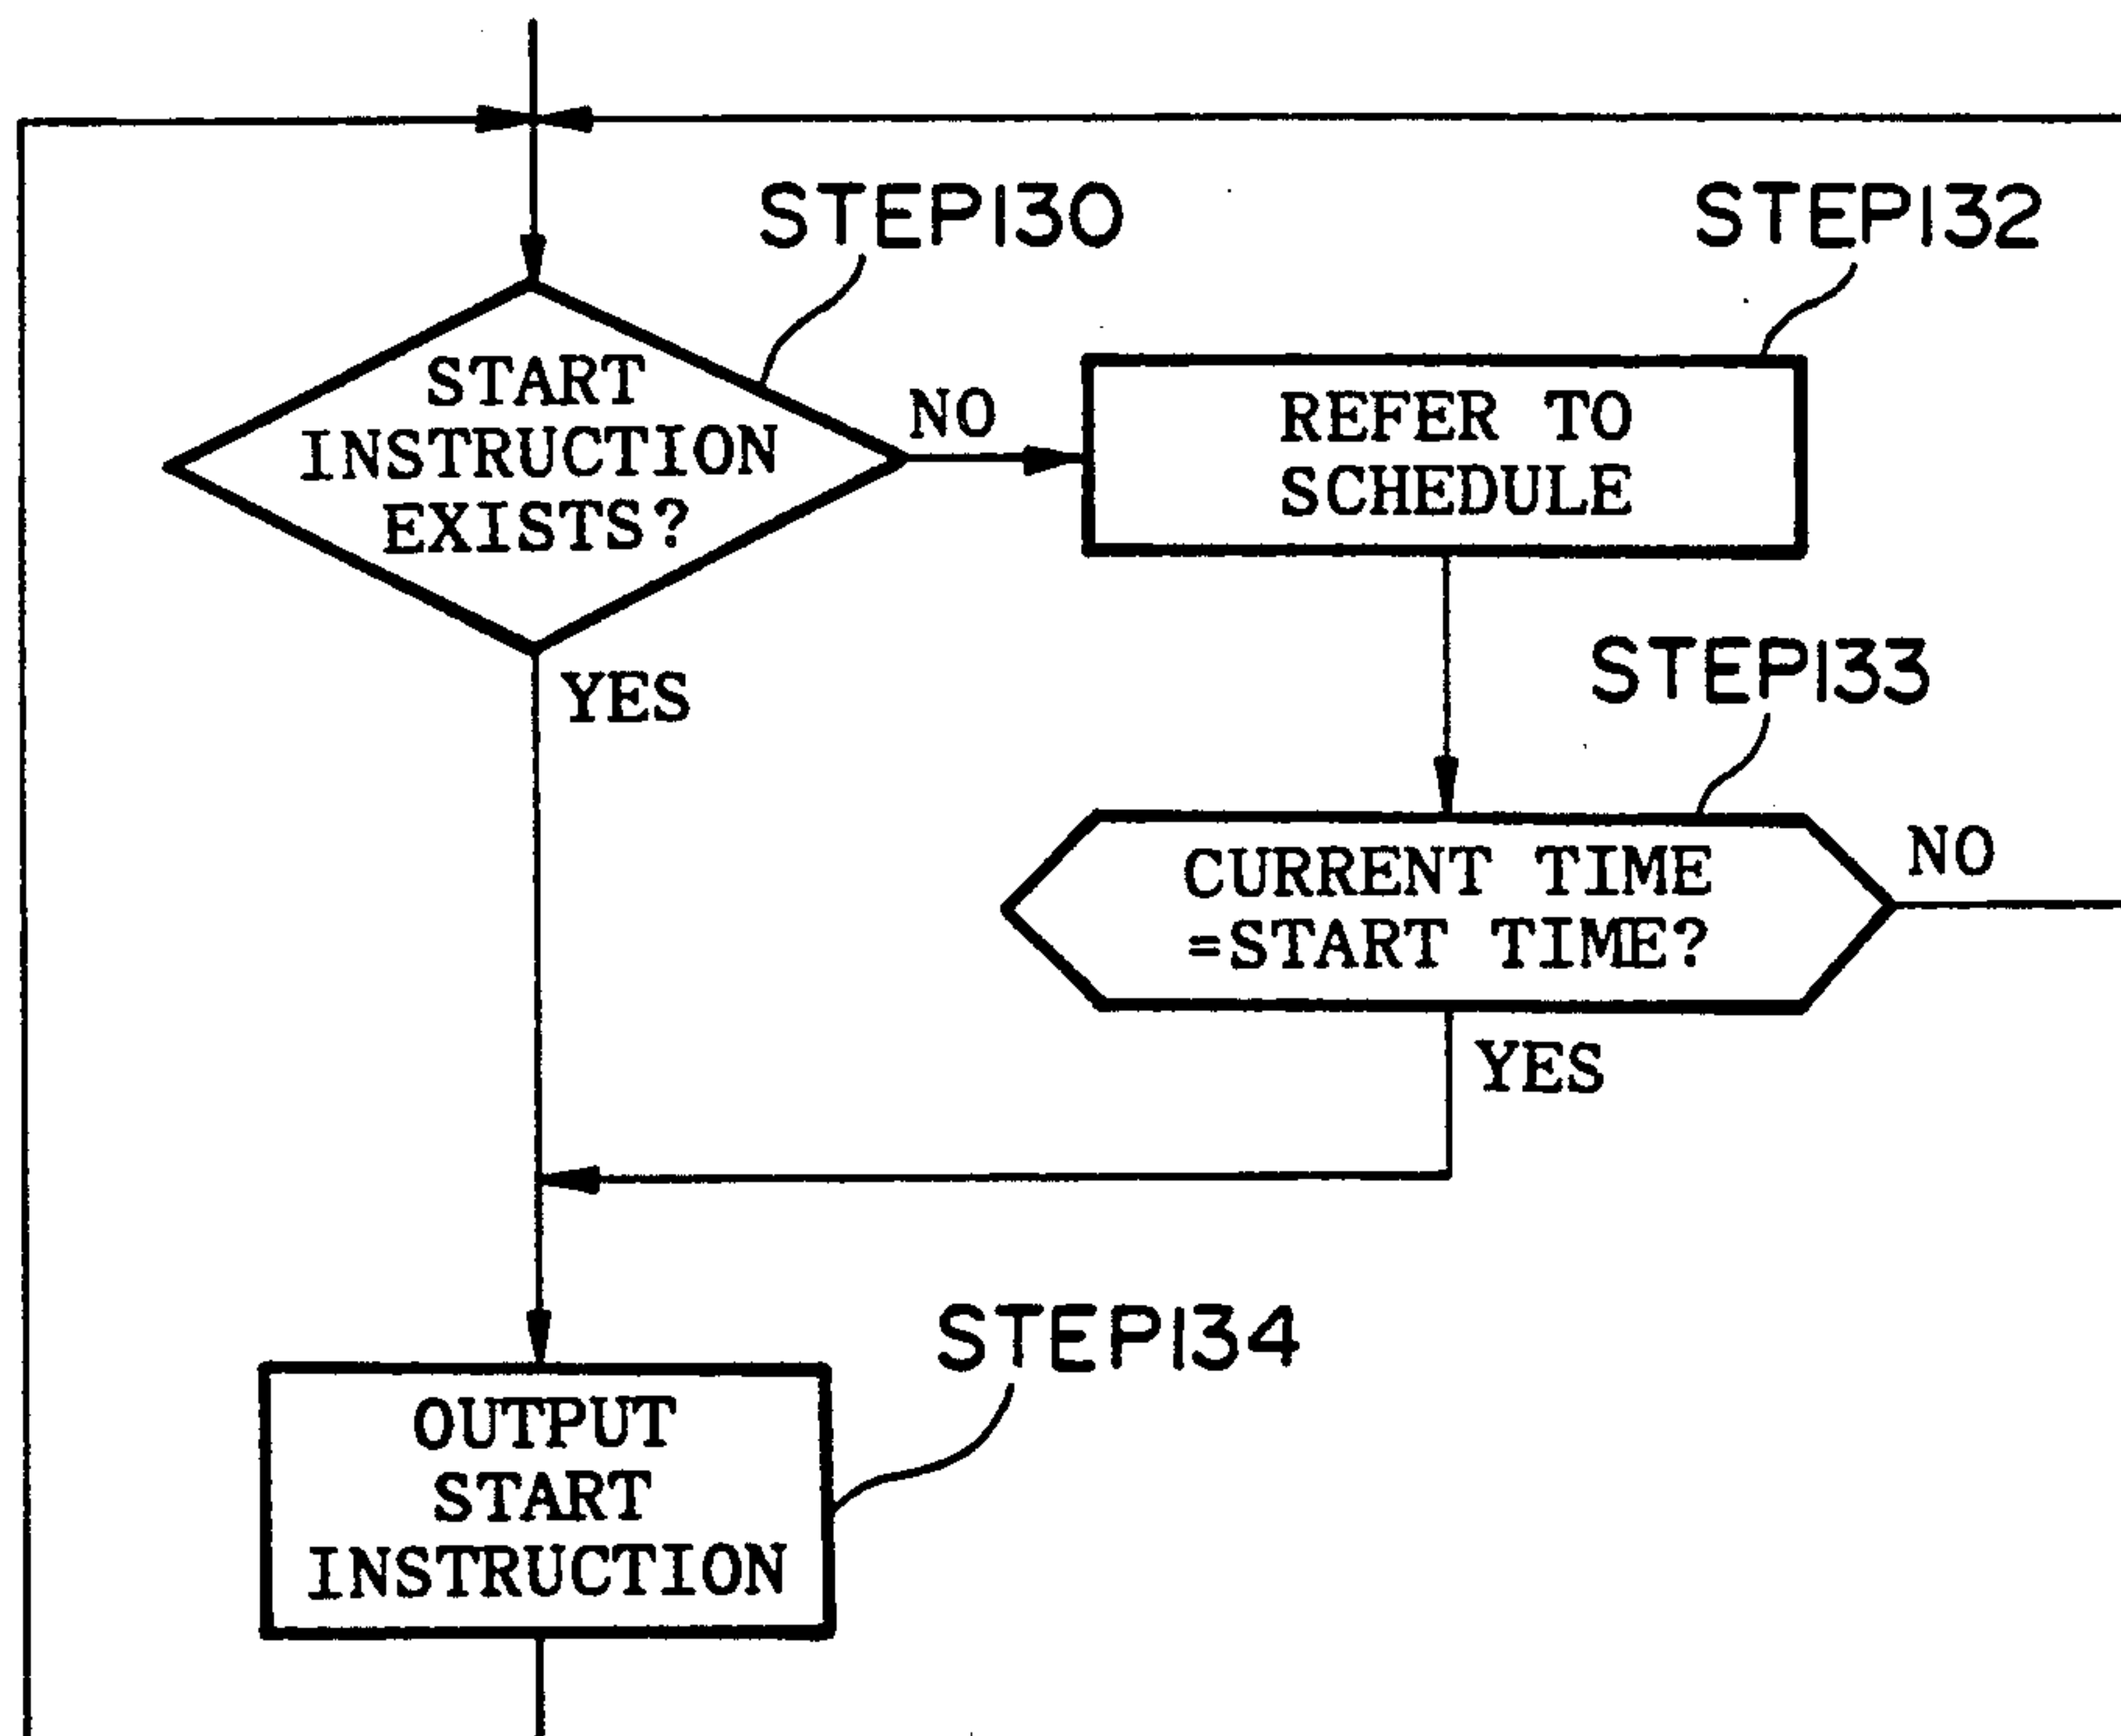 STEP130
STEP132
START
INSTRUCTION
EXISTS?
NO
REFER TO
SCHEDULE
YES
STEP133
CURRENT TIME
=START TIME?
NO
YES
STEP134
OUTPUT
START
INSTRUCTION